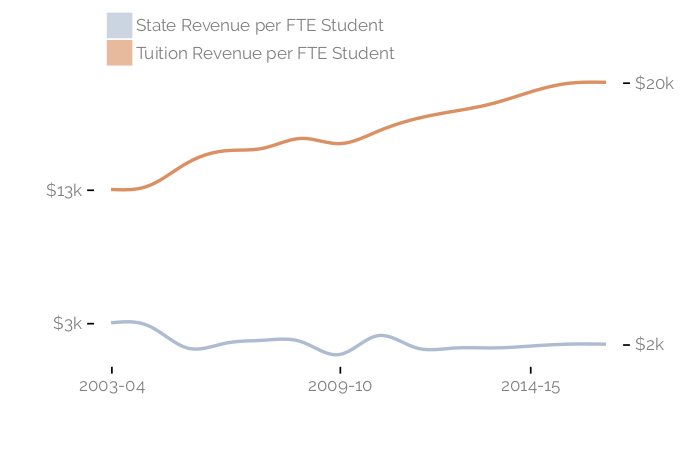 State Revenue per FTE Student
Tuition Revenue per FTE Student
$20k
$13k
$3k
$2k
2003-04 2009-10 2014-15